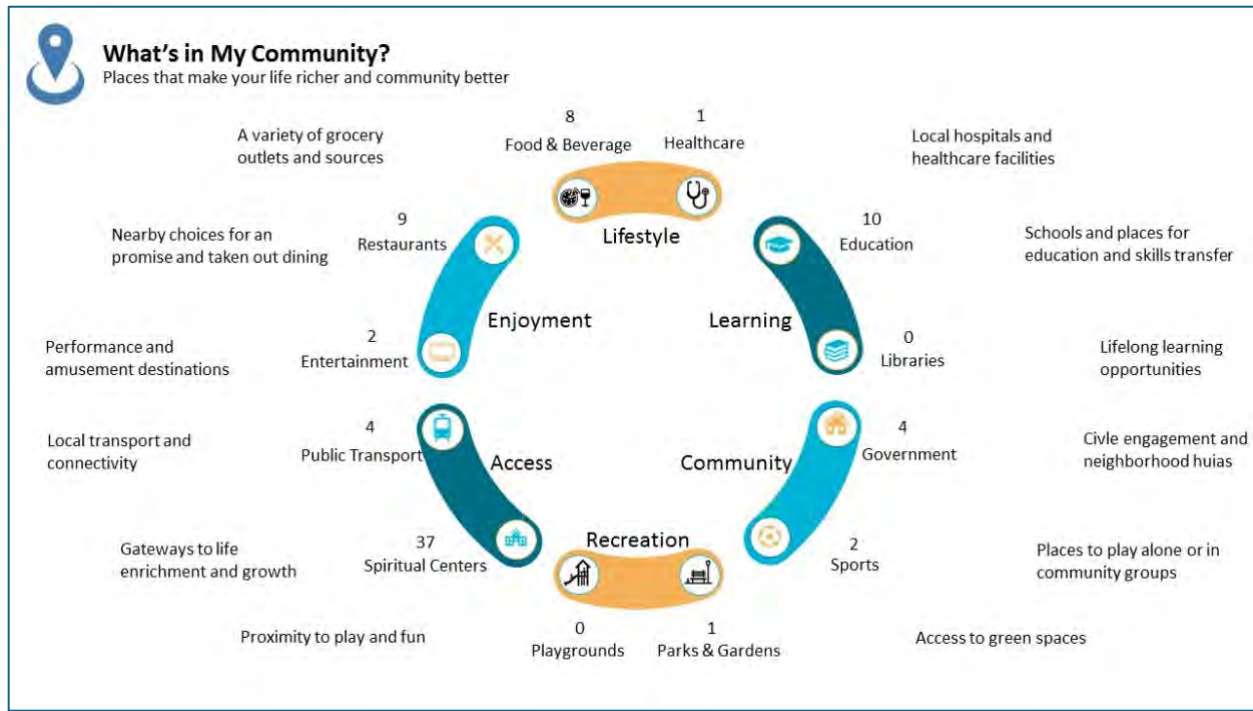 What's in My Community?
Places that make your life richer and community better
8
Food & Beverage
1
Healthcare
A variety of grocery
outlets and sources
Local hospitals and
healthcare facilities
Lifestyle
9
Restaurants
Nearby choices for an
promise and taken out dining
10
Education
Schools and places for
education and skills transfer
Enjoyment
Learning
2
Entertainment
Performance and
amusement destinations
0
Libraries
Lifelong learning
opportunities
4
Public Transport
Local transport and
connectivity
Access
Community
4
Government
Civle engagement and
neighborhood huias
37
Spiritual Centers
Gateways to life
enrichment and growth
Recreation
2
Sports
Places to play alone or in
community groups
Proximity to play and fun
0
Playgrounds
1
Parks & Gardens
Access to green spaces